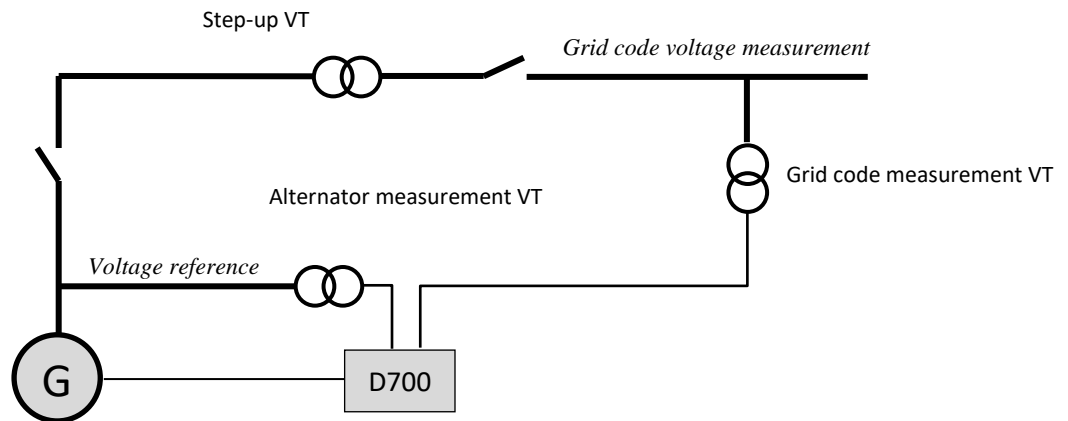 Step-up VT
Grid code voltage measurement
Grid code measurement VT
Alternator measurement VT
Voltage reference
G
D700